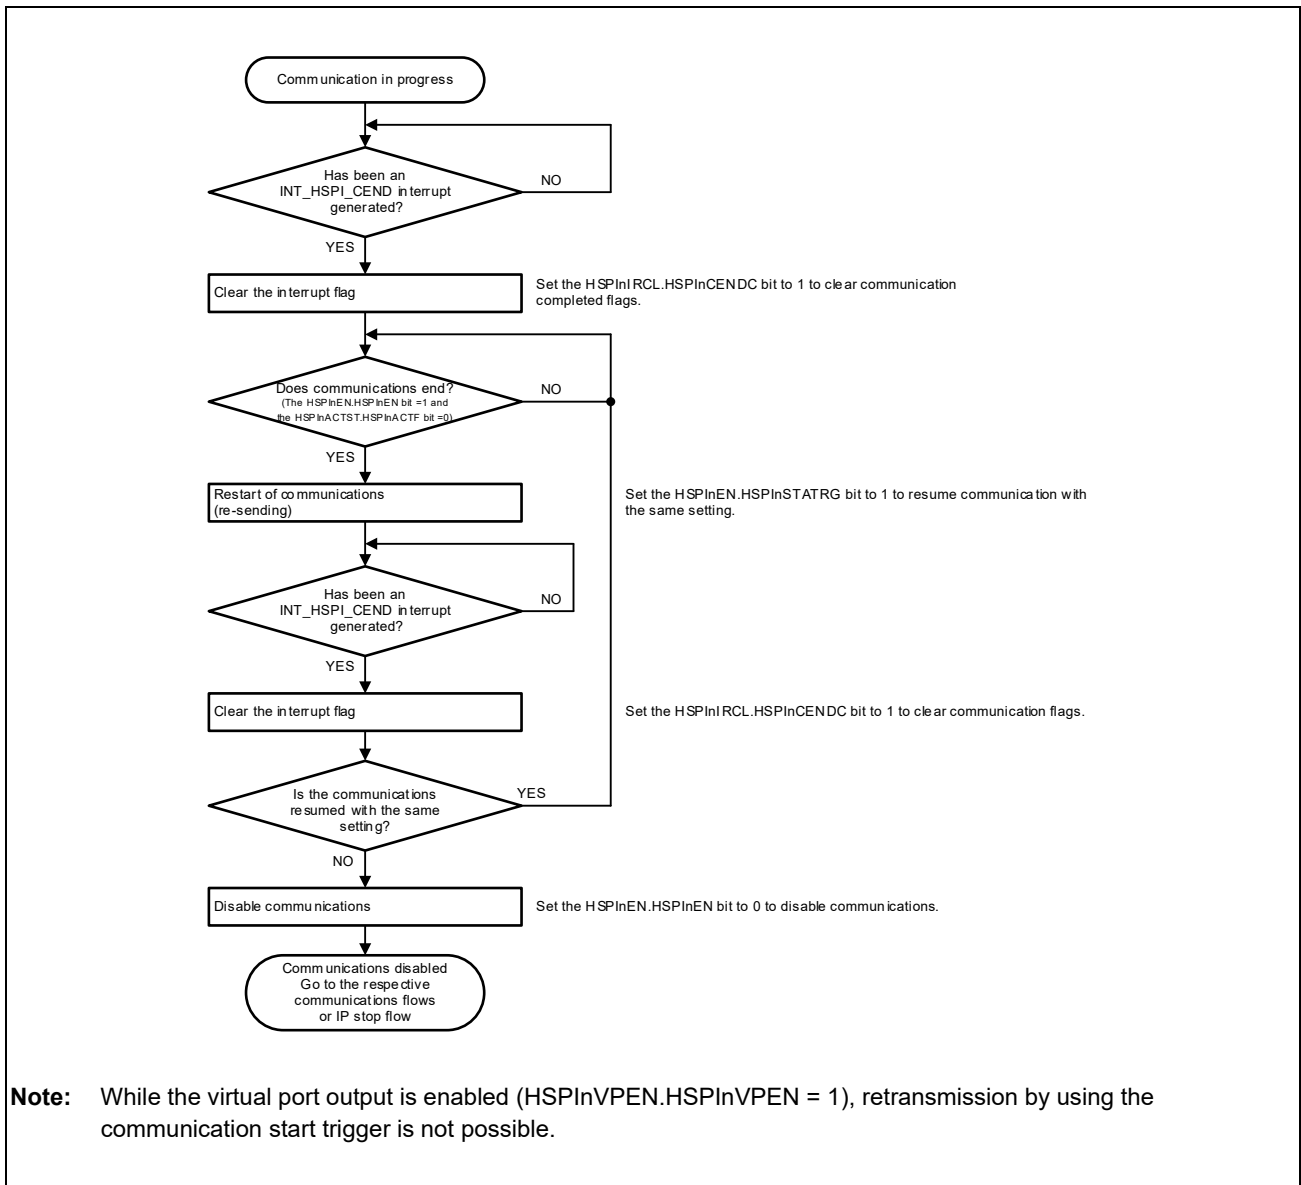 Communication in progress
Has been an
INT_HSPI_CEND interrupt
generated?
NO
YES
Clear the interrupt flag
Set the HSPInIRCL.HSPInCENDC bit to 1 to clear communication
completed flags.
Does communications end?
(The HSPInEN.HSPInEN bit =1 and
the HSPInACTST.HSPInACTF bit =0)
NO
YES
Restart of communications
(re-sending)
Set the HSPInEN.HSPInSTATRG bit to 1 to resume communication with
the same setting.
Has been an
INT_HSPI_CEND interrupt
generated?
NO
YES
Clear the interrupt flag
Set the HSPInIRCL.HSPInCENDC bit to 1 to clear communication flags.
Is the communications
resumed with the same
setting?
YES
NO
Disable communications
Set the HSPInEN.HSPInEN bit to 0 to disable communications.
Communications disabled
Go to the respective
communications flows
or IP stop flow
Note: While the virtual port output is enabled (HSPInVPEN.HSPInVPEN = 1), retransmission by using the
communication start trigger is not possible.